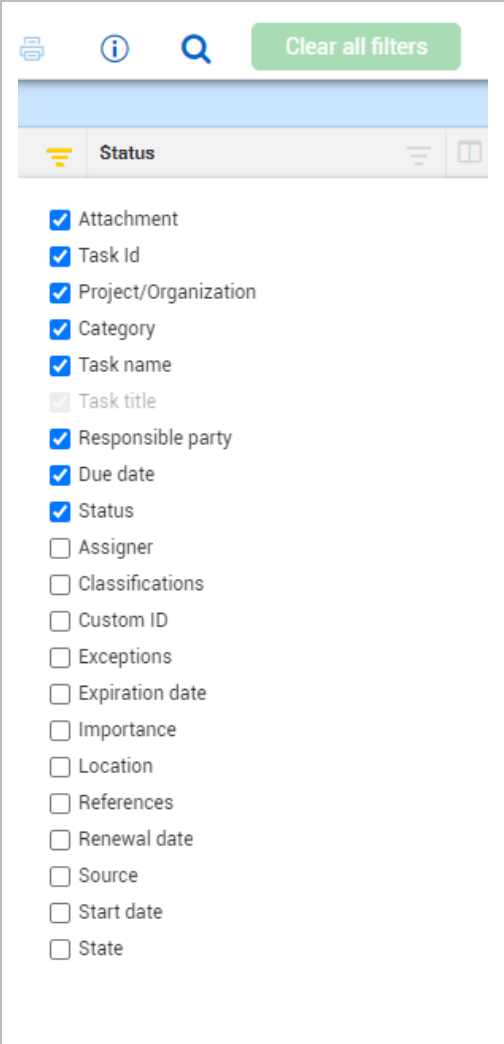 Clear all filters
Status
Attachment
Task Id
Project/Organization
Category
Task name
Task title
Responsible party
Due date
Status
Assigner
Classifications
Custom ID
Exceptions
Expiration date
Importance
Location
References
Renewal date
Source
Start date
State